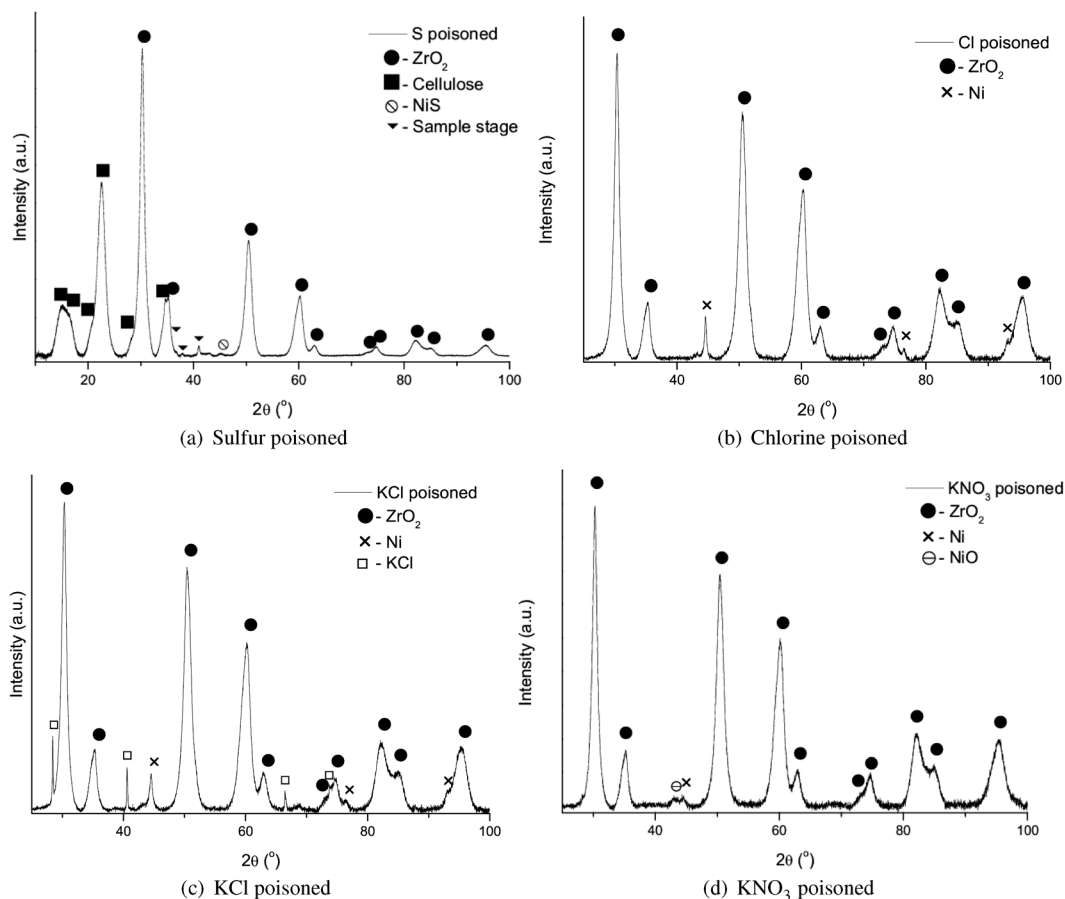 S poisoned
- ZrO₂
- Cellulose
- NiS
- Sample stage
Intensity (a.u.)
20 40 60 80 100
2θ (°)
(a) Sulfur poisoned
Cl poisoned
- ZrO₂
- Ni
Intensity (a.u.)
40 60 80 100
2θ (°)
(b) Chlorine poisoned
KCl poisoned
- ZrO₂
- Ni
- KCl
Intensity (a.u.)
40 60 80 100
2θ (°)
(c) KCl poisoned
KNO₃ poisoned
- ZrO₂
- Ni
- NiO
Intensity (a.u.)
40 60 80 100
2θ (°)
(d) KNO₃ poisoned